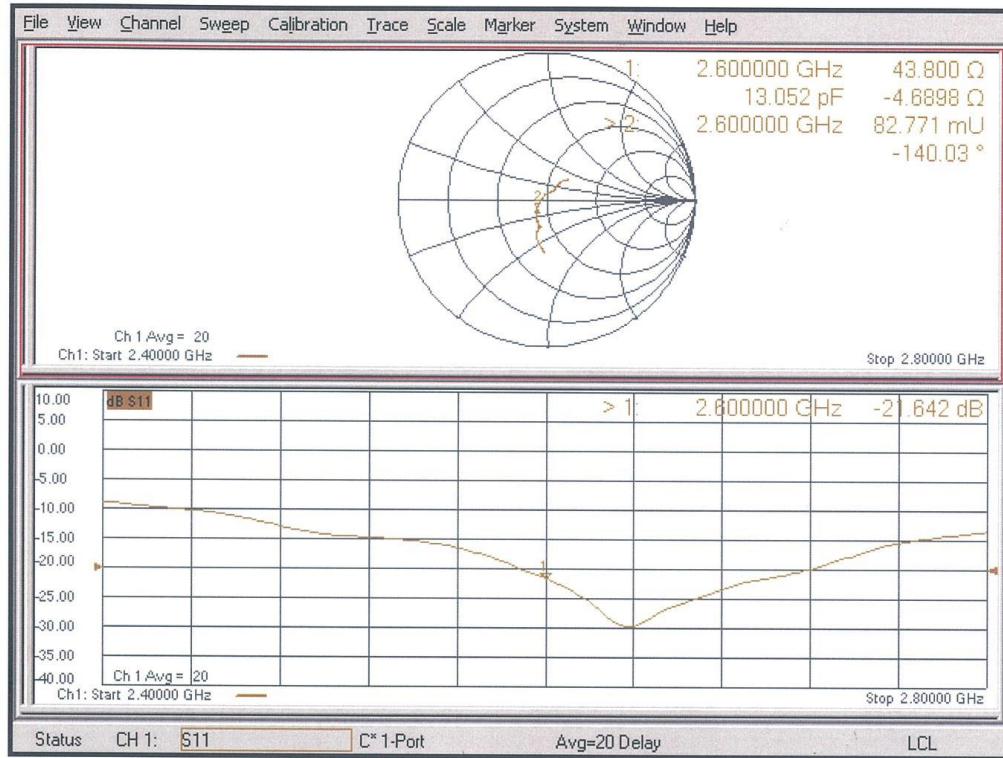 File View Channel Sweep Calibration Trace Scale Marker System Window Help
1: 2.600000 GHz 43.800 Ω
13.052 pF -4.6898 Ω
> 2: 2.600000 GHz 82.771 mU
-140.03 °
2
Ch 1 Avg = 20
Ch1: Start 2.40000 GHz
Stop 2.80000 GHz
dB S11
> 1: 2.600000 GHz -21.642 dB
10.00
5.00
0.00
-5.00
-10.00
-15.00
-20.00
-25.00
-30.00
-35.00
-40.00
1
Ch 1 Avg = 20
Ch1: Start 2.40000 GHz
Stop 2.80000 GHz
Status CH 1: S11 C* 1-Port Avg=20 Delay LCL